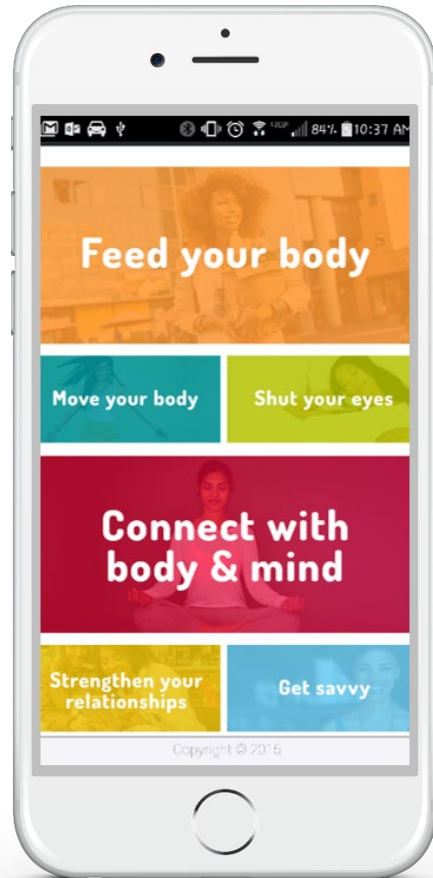 84% 10:37 AM
Feed your body
Move your body
Shut your eyes
Connect with
body & mind
Strengthen your
relationships
Get savvy
Copyright © 2016